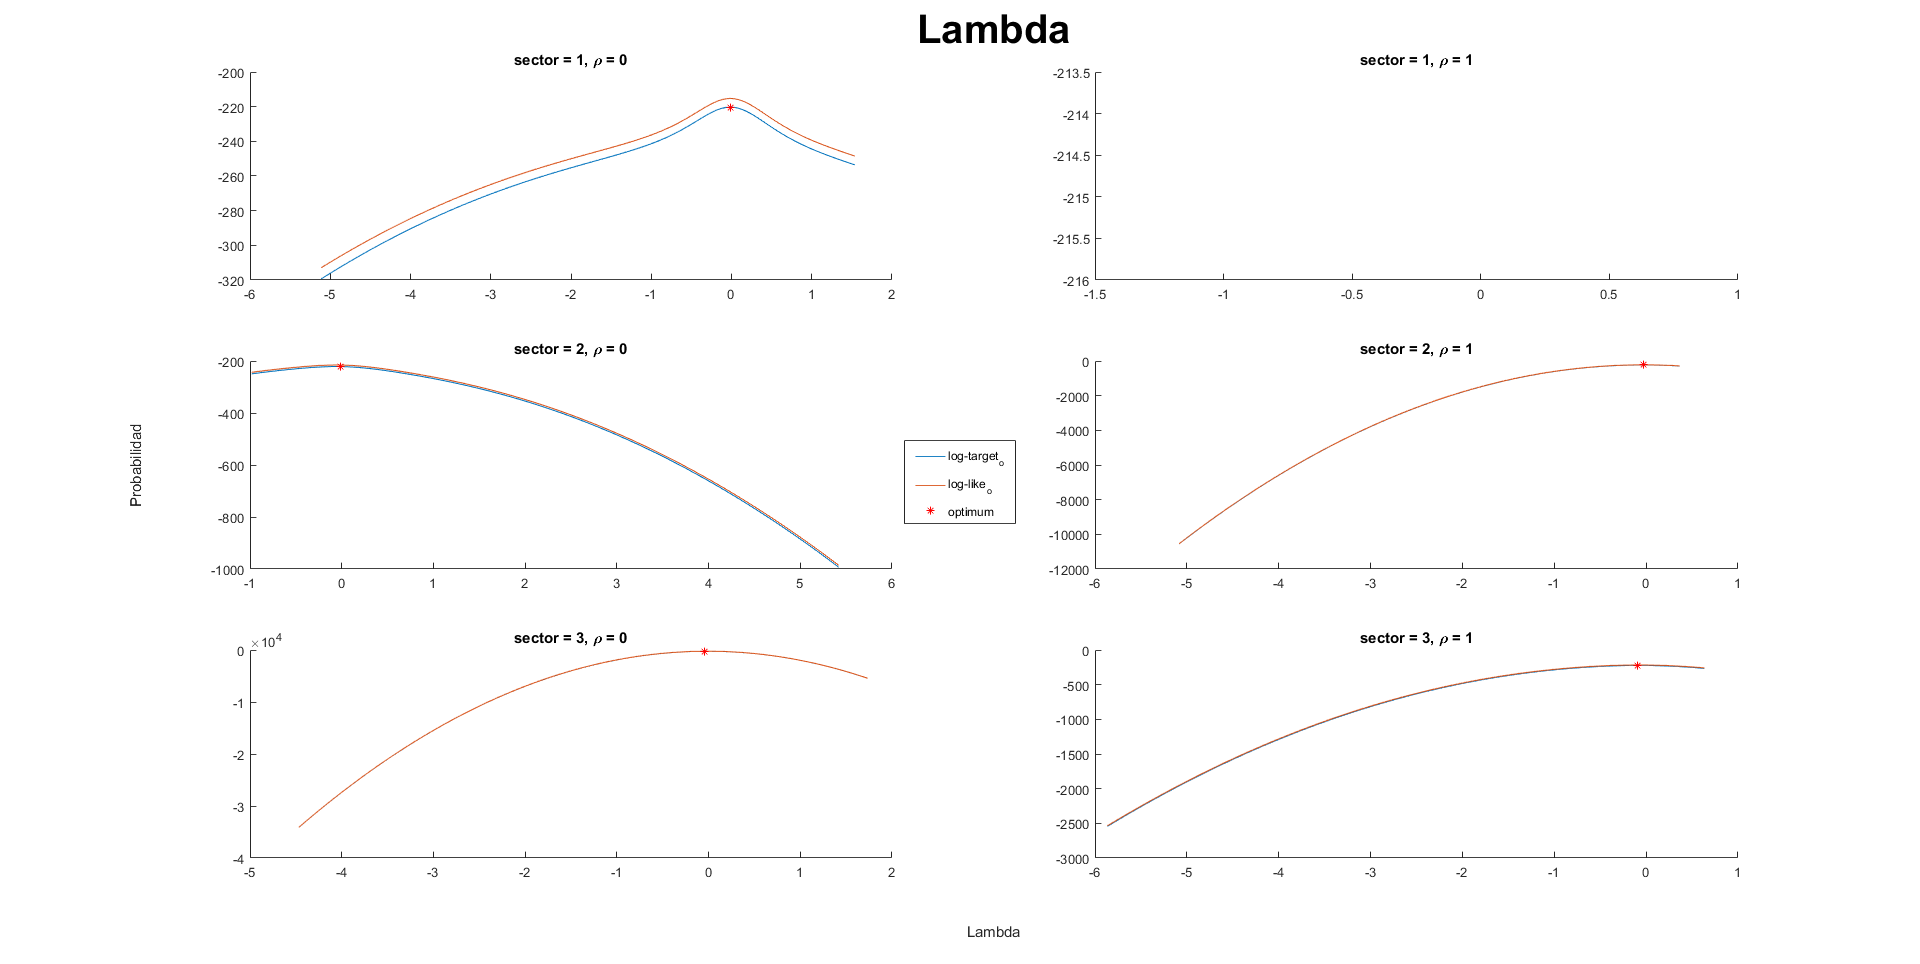 Lambda
sector = 1, ρ = 0
-200
-220
-240
-260
-280
-300
-320
-6 -5 -4 -3 -2 -1 0 1 2
sector = 1, ρ = 1
-213.5
-214
-214.5
-215
-215.5
-216
-1.5 -1 -0.5 0 0.5 1
sector = 2, ρ = 0
-200
-400
-600
-800
-1000
-1 0 1 2 3 4 5 6
Probabilidad
log-target₀
log-like₀
optimum
sector = 2, ρ = 1
0
-2000
-4000
-6000
-8000
-10000
-12000
-6 -5 -4 -3 -2 -1 0 1
sector = 3, ρ = 0
×10⁴
0
-1
-2
-3
-4
-5 -4 -3 -2 -1 0 1 2
sector = 3, ρ = 1
0
-500
-1000
-1500
-2000
-2500
-3000
-6 -5 -4 -3 -2 -1 0 1
Lambda